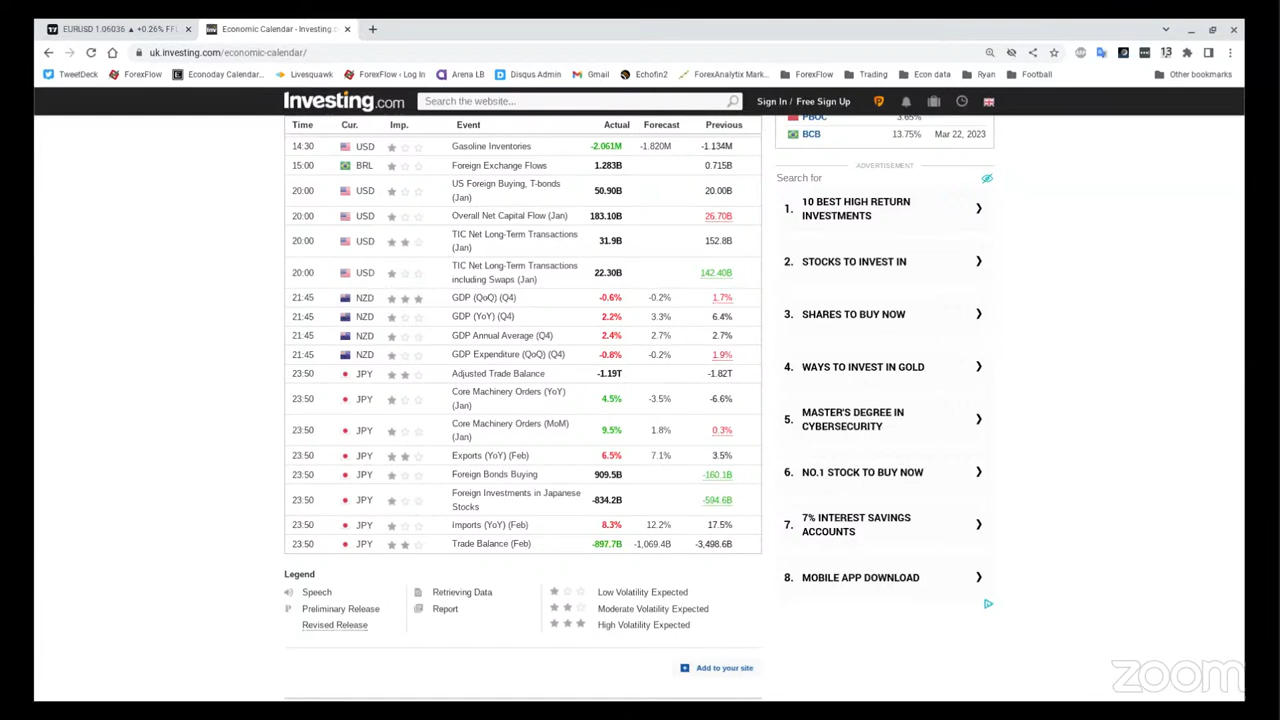 EURUSD 1.06036 ▲ +0.26% FFL
Economic Calendar - Investing.c
uk.investing.com/economic-calendar/
13
TweetDeck ForexFlow Econoday Calendar... Livesquawk ForexFlow ‹ Log In Arena LB Disqus Admin Gmail Echofin2 ForexAnalytix Mark... ForexFlow Trading Econ data Ryan Football Other bookmarks
Investing.com Search the website... Sign In / Free Sign Up
Time Cur. Imp. Event Actual Forecast Previous
14:30 USD Gasoline Inventories -2.061M -1.820M -1.134M
15:00 BRL Foreign Exchange Flows 1.283B 0.715B
20:00 USD US Foreign Buying, T-bonds (Jan) 50.90B 20.00B
20:00 USD Overall Net Capital Flow (Jan) 183.10B 26.70B
20:00 USD TIC Net Long-Term Transactions (Jan) 31.9B 152.8B
20:00 USD TIC Net Long-Term Transactions including Swaps (Jan) 22.30B 142.40B
21:45 NZD GDP (QoQ) (Q4) -0.6% -0.2% 1.7%
21:45 NZD GDP (YoY) (Q4) 2.2% 3.3% 6.4%
21:45 NZD GDP Annual Average (Q4) 2.4% 2.7% 2.7%
21:45 NZD GDP Expenditure (QoQ) (Q4) -0.8% -0.2% 1.9%
23:50 JPY Adjusted Trade Balance -1.19T -1.82T
23:50 JPY Core Machinery Orders (YoY) (Jan) 4.5% -3.5% -6.6%
23:50 JPY Core Machinery Orders (MoM) (Jan) 9.5% 1.8% 0.3%
23:50 JPY Exports (YoY) (Feb) 6.5% 7.1% 3.5%
23:50 JPY Foreign Bonds Buying 909.5B -160.1B
23:50 JPY Foreign Investments in Japanese Stocks -834.2B -594.6B
23:50 JPY Imports (YoY) (Feb) 8.3% 12.2% 17.5%
23:50 JPY Trade Balance (Feb) -897.7B -1,069.4B -3,498.6B
Legend
Speech Retrieving Data Low Volatility Expected
Preliminary Release Report Moderate Volatility Expected
Revised Release High Volatility Expected
Add to your site
PBOC 3.65%
BCB 13.75% Mar 22, 2023
ADVERTISEMENT
Search for
1. 10 BEST HIGH RETURN
INVESTMENTS
2. STOCKS TO INVEST IN
3. SHARES TO BUY NOW
4. WAYS TO INVEST IN GOLD
5. MASTER'S DEGREE IN
CYBERSECURITY
6. NO.1 STOCK TO BUY NOW
7. 7% INTEREST SAVINGS
ACCOUNTS
8. MOBILE APP DOWNLOAD
zoom